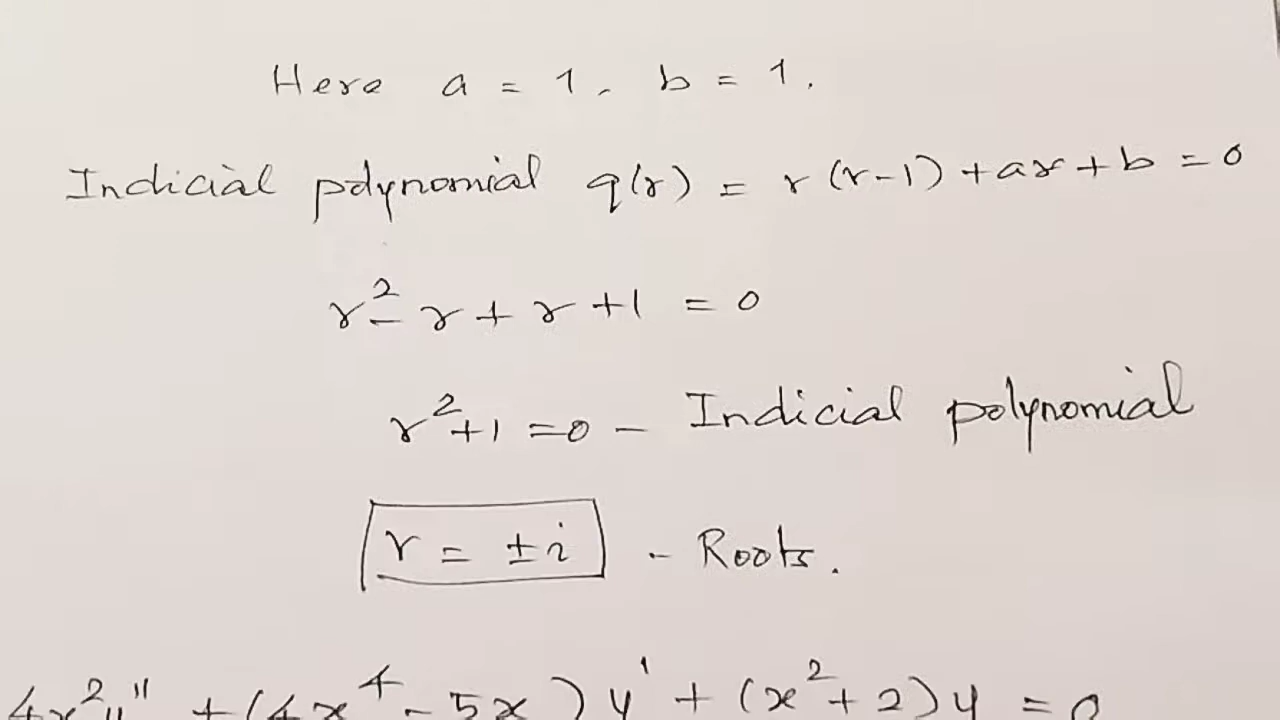 Here a = 1, b = 1.
Indicial polynomial q(r) = r (r-1) + ar + b = 0
r² - r + r + 1 = 0
r² + 1 = 0 - Indicial polynomial
r = ±i - Roots.
4x²y" + (4x⁴ - 5x) y' + (x² + 2) y = 0